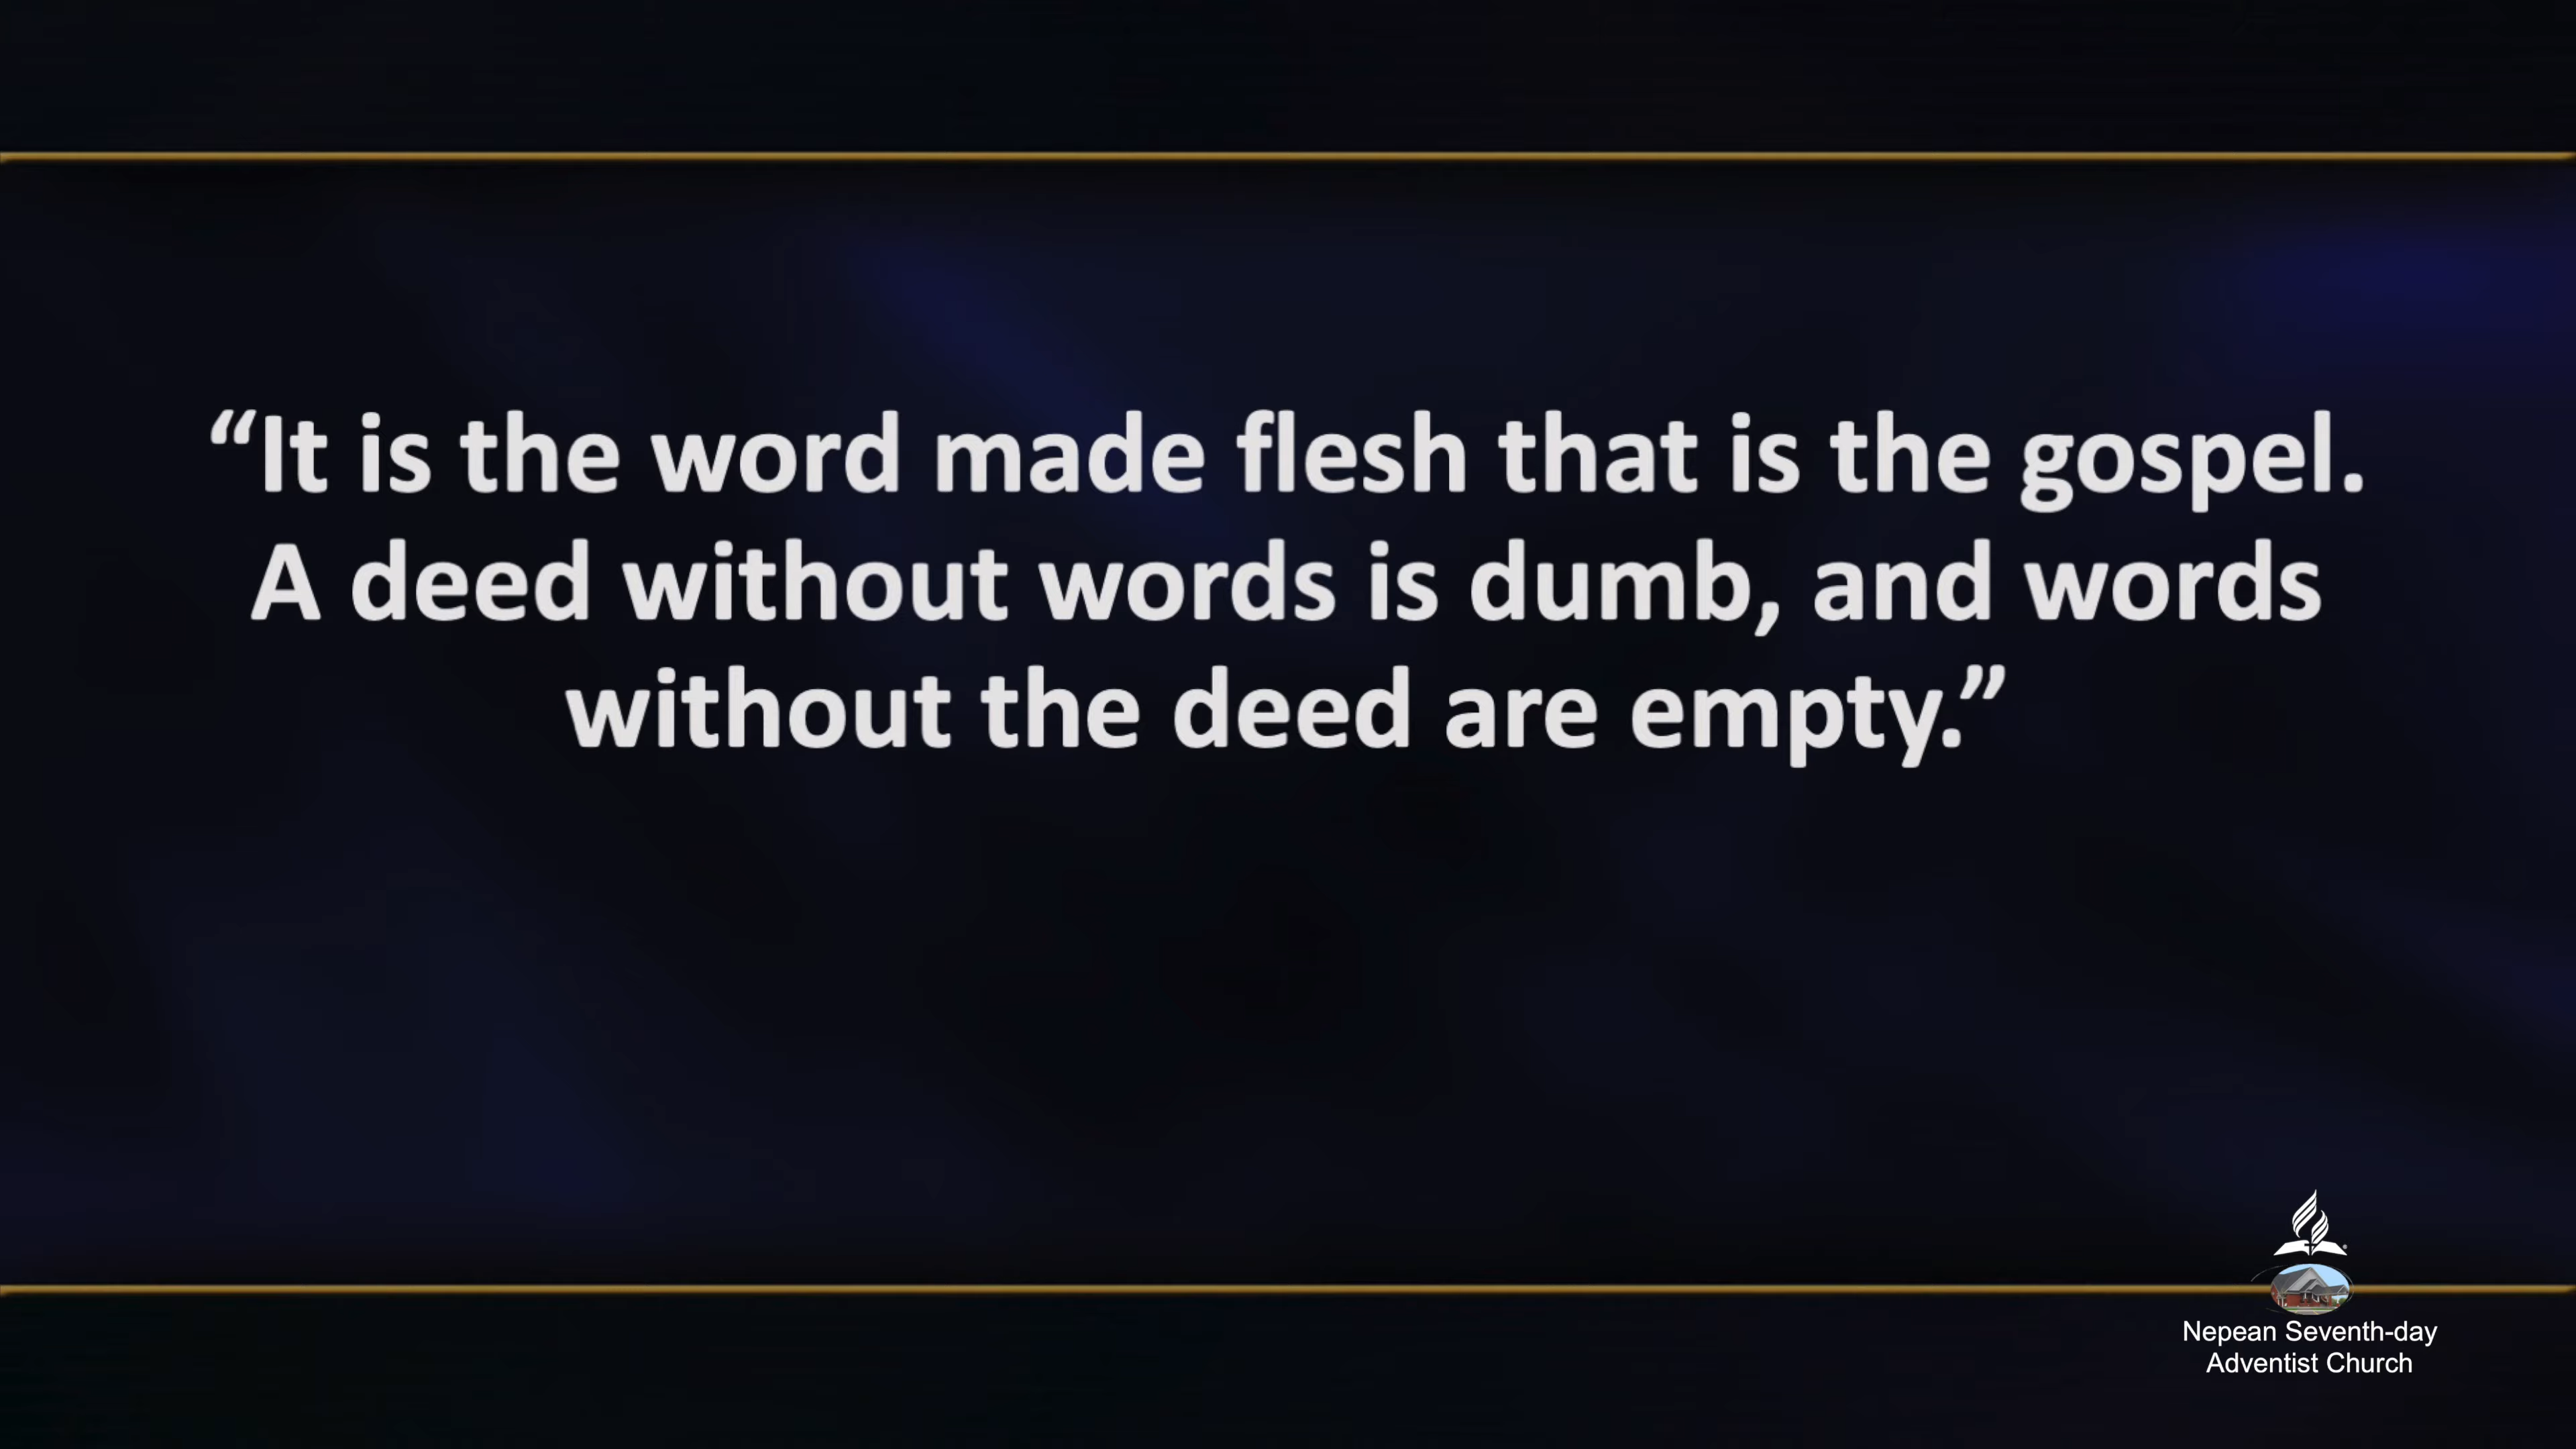 “It is the word made flesh that is the gospel.
A deed without words is dumb, and words
without the deed are empty.”
Nepean Seventh-day
Adventist Church